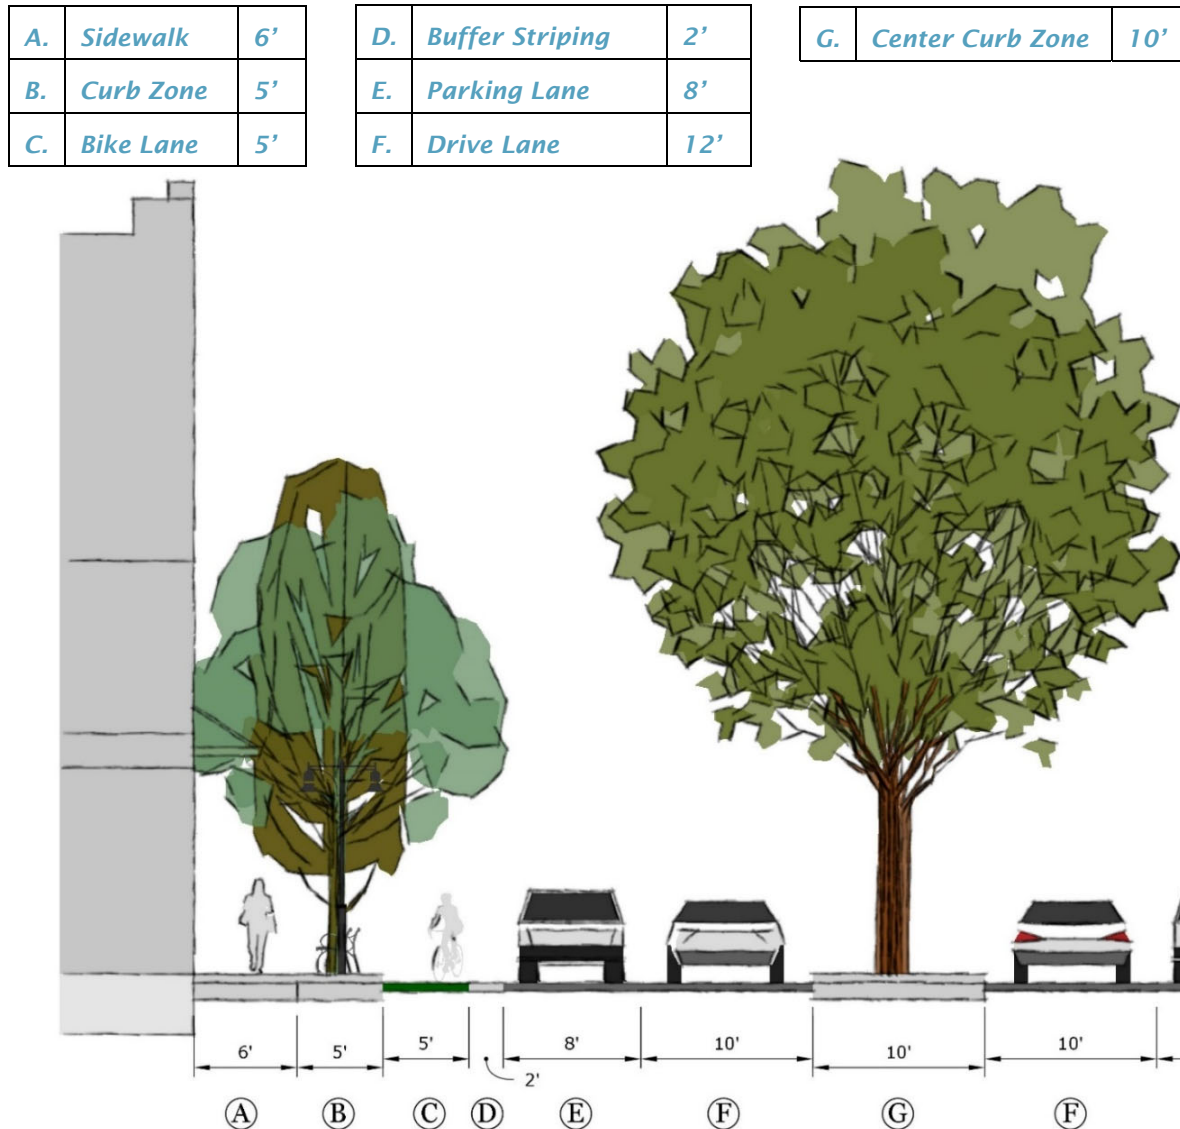 A. Sidewalk 6’
B. Curb Zone 5’
C. Bike Lane 5’
D. Buffer Striping 2’
E. Parking Lane 8’
F. Drive Lane 12’
G. Center Curb Zone 10’
6' 5' 5' 2' 8' 10' 10' 10'
A B C D E F G F